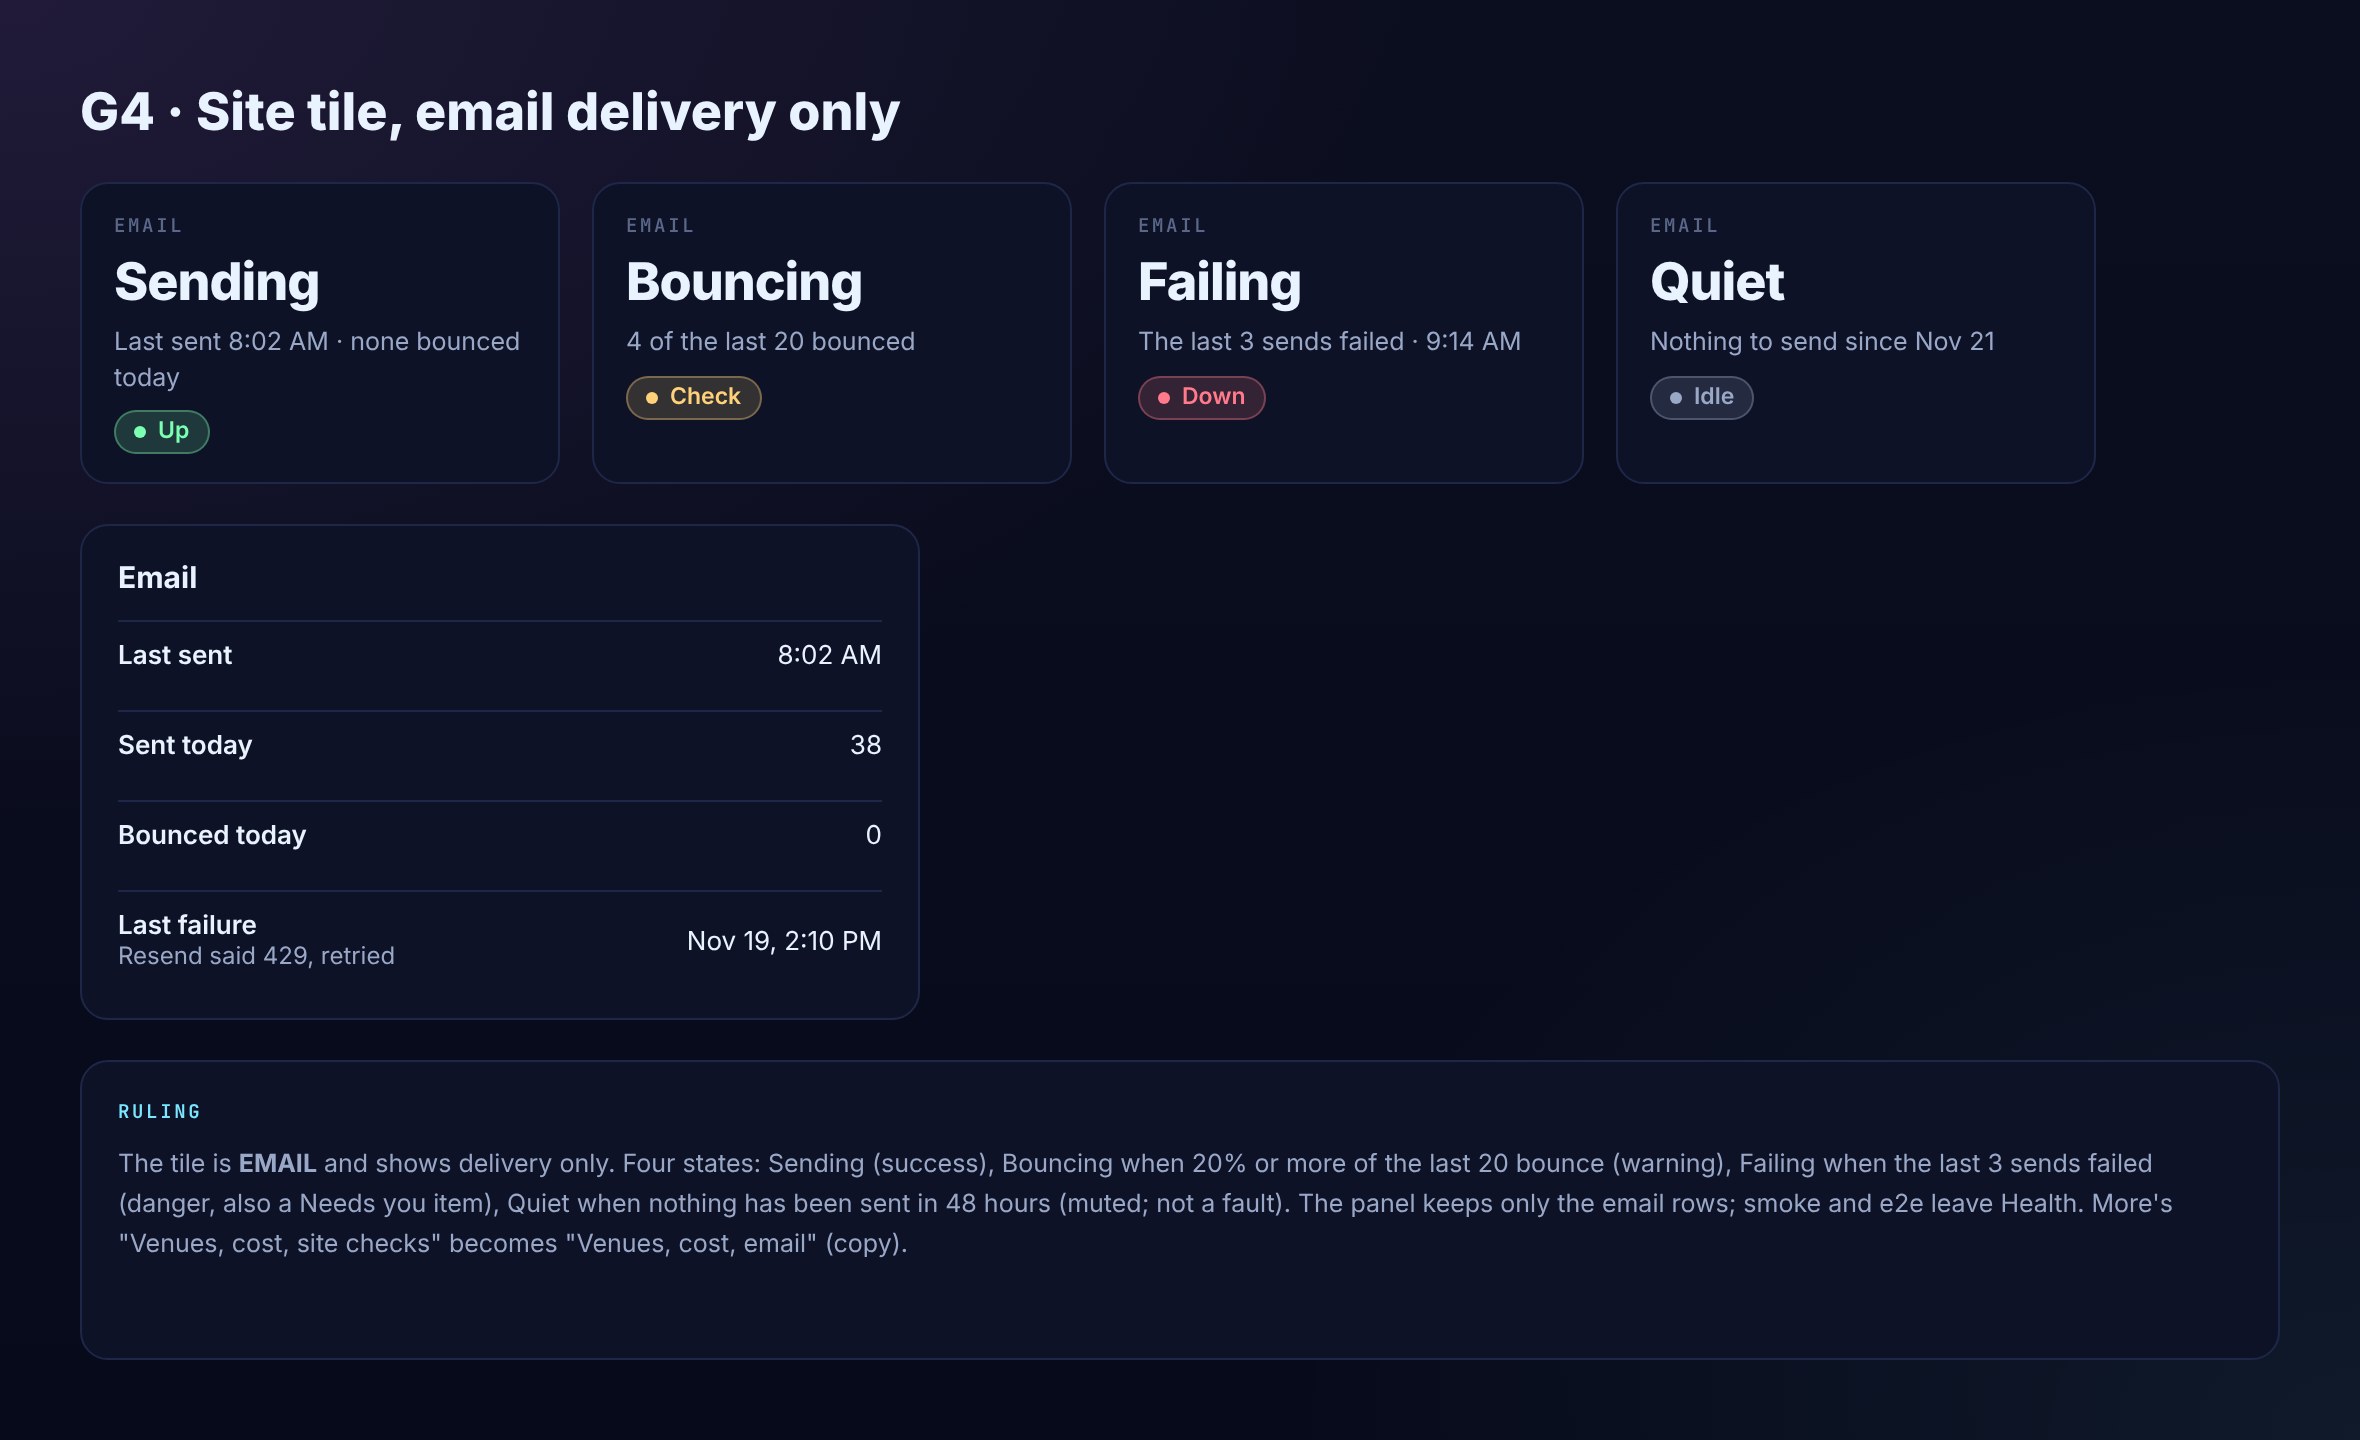 G4 · Site tile, email delivery only
EMAIL
Sending
Last sent 8:02 AM · none bounced
today
Up
EMAIL
Bouncing
4 of the last 20 bounced
Check
EMAIL
Failing
The last 3 sends failed · 9:14 AM
Down
EMAIL
Quiet
Nothing to send since Nov 21
Idle
Email
Last sent 8:02 AM
Sent today 38
Bounced today 0
Last failure
Resend said 429, retried
Nov 19, 2:10 PM
RULING
The tile is EMAIL and shows delivery only. Four states: Sending (success), Bouncing when 20% or more of the last 20 bounce (warning), Failing when the last 3 sends failed
(danger, also a Needs you item), Quiet when nothing has been sent in 48 hours (muted; not a fault). The panel keeps only the email rows; smoke and e2e leave Health. More's
"Venues, cost, site checks" becomes "Venues, cost, email" (copy).